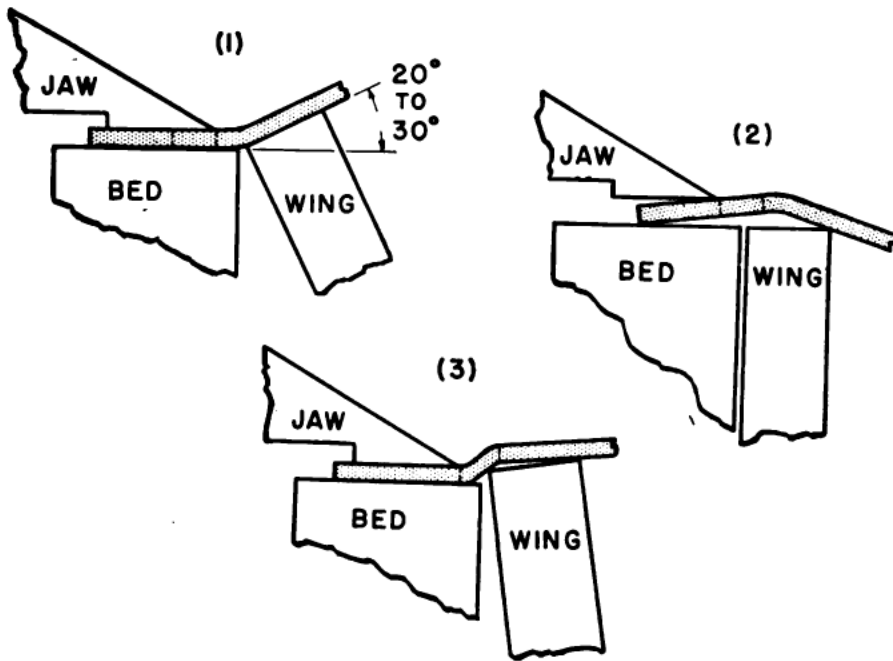 (1)
JAW
20°
TO
30°
BED
WING
(2)
JAW
BED
WING
(3)
JAW
BED
WING